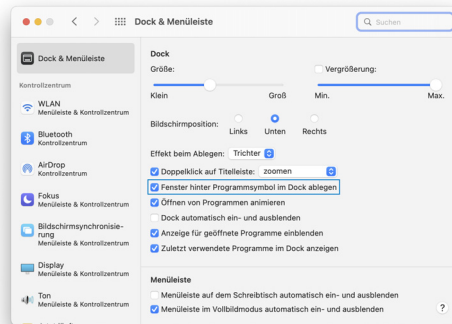 Dock & Menüleiste
Suchen
Dock & Menüleiste
Kontrollzentrum
WLAN
Menüleiste & Kontrollzentrum
Bluetooth
Menüleiste & Kontrollzentrum
AirDrop
Kontrollzentrum
Fokus
Menüleiste & Kontrollzentrum
Bildschirmsynchronisie-
rung
Menüleiste & Kontrollzentrum
Display
Menüleiste & Kontrollzentrum
Ton
Menüleiste & Kontrollzentrum
Dock
Größe:
Vergrößerung:
Klein Groß Min. Max.
Bildschirmposition:
Links Unten Rechts
Effekt beim Ablegen: Trichter
Doppelklick auf Titelleiste: zoomen
Fenster hinter Programmsymbol im Dock ablegen
Öffnen von Programmen animieren
Dock automatisch ein- und ausblenden
Anzeige für geöffnete Programme einblenden
Zuletzt verwendete Programme im Dock anzeigen
Menüleiste
Menüleiste auf dem Schreibtisch automatisch ein- und ausblenden
Menüleiste im Vollbildmodus automatisch ein- und ausblenden
?